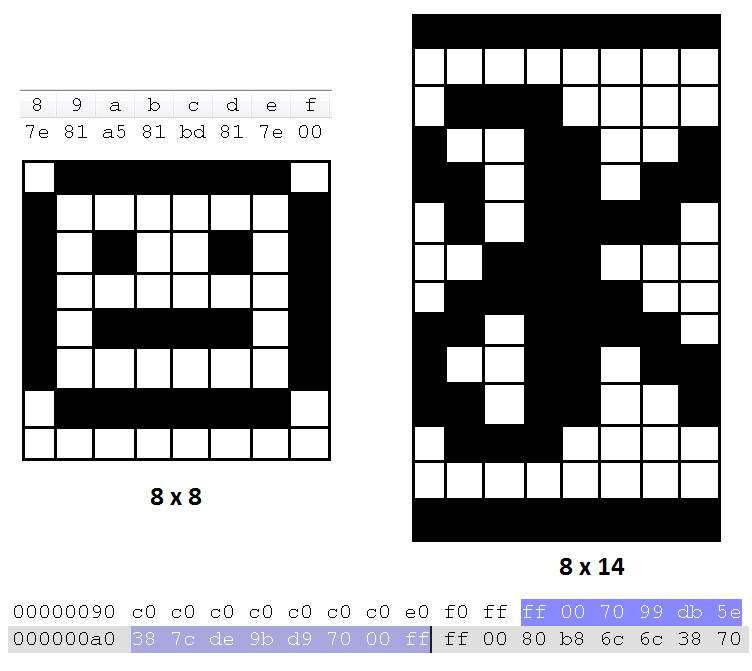 8 9 a b c d e f
7e 81 a5 81 bd 81 7e 00
8 x 8
8 x 14
00000090 c0 c0 c0 c0 c0 c0 c0 e0 f0 ff ff 00 70 99 db 5e
000000a0 38 7c de 9b d9 70 00 ff ff 00 80 b8 6c 6c 38 70